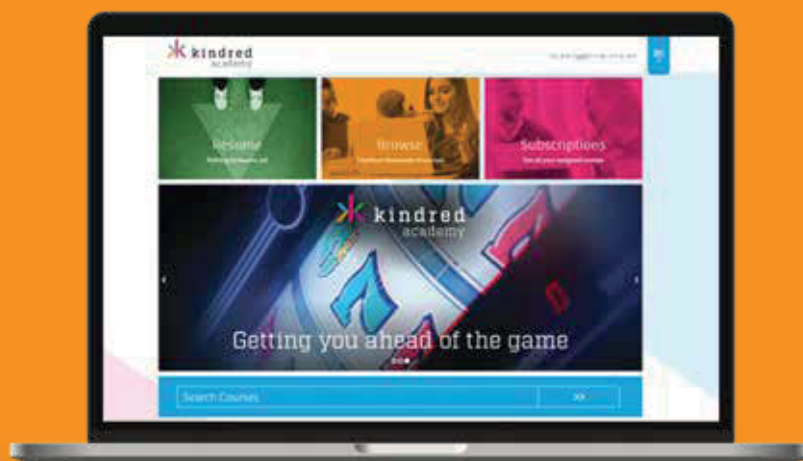 kindred
academy
Resume
Browse
Subscriptions
kindred
academy
Getting you ahead of the game
Search Courses
>>